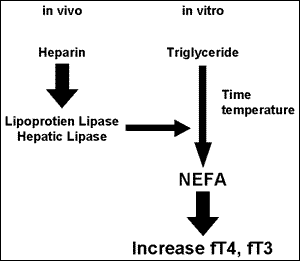 in vivo in vitro
Heparin Triglyceride
Time
temperature
Lipoprotien Lipase
Hepatic Lipase
NEFA
Increase fT4, fT3